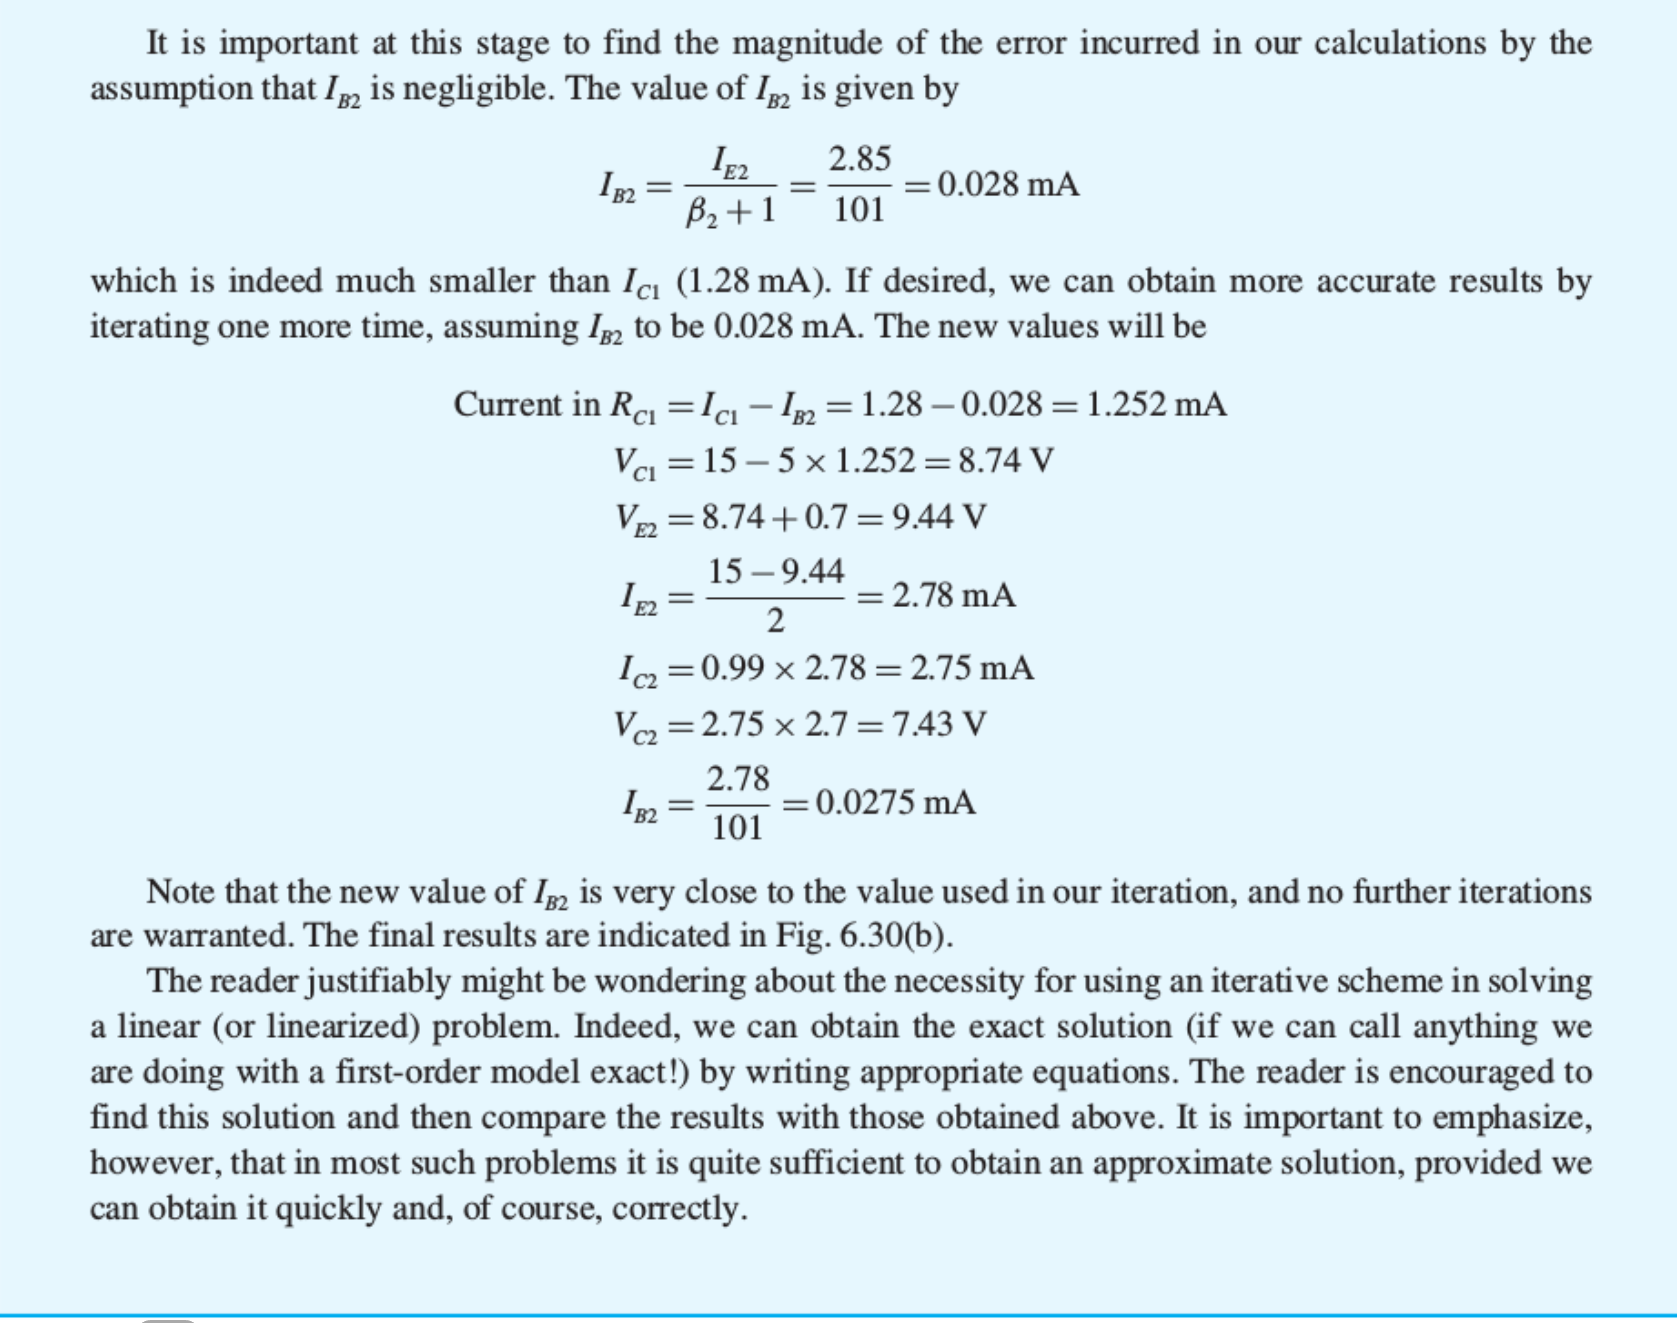 It is important at this stage to find the magnitude of the error incurred in our calculations by the
assumption that I_B2 is negligible. The value of I_B2 is given by
I_B2 = I_E2 / (β_2 + 1) = 2.85 / 101 = 0.028 mA
which is indeed much smaller than I_C1 (1.28 mA). If desired, we can obtain more accurate results by
iterating one more time, assuming I_B2 to be 0.028 mA. The new values will be
Current in R_C1 = I_C1 – I_B2 = 1.28 – 0.028 = 1.252 mA
V_C1 = 15 – 5 × 1.252 = 8.74 V
V_E2 = 8.74 + 0.7 = 9.44 V
I_E2 = (15 – 9.44) / 2 = 2.78 mA
I_C2 = 0.99 × 2.78 = 2.75 mA
V_C2 = 2.75 × 2.7 = 7.43 V
I_B2 = 2.78 / 101 = 0.0275 mA
Note that the new value of I_B2 is very close to the value used in our iteration, and no further iterations
are warranted. The final results are indicated in Fig. 6.30(b).
The reader justifiably might be wondering about the necessity for using an iterative scheme in solving
a linear (or linearized) problem. Indeed, we can obtain the exact solution (if we can call anything we
are doing with a first-order model exact!) by writing appropriate equations. The reader is encouraged to
find this solution and then compare the results with those obtained above. It is important to emphasize,
however, that in most such problems it is quite sufficient to obtain an approximate solution, provided we
can obtain it quickly and, of course, correctly.